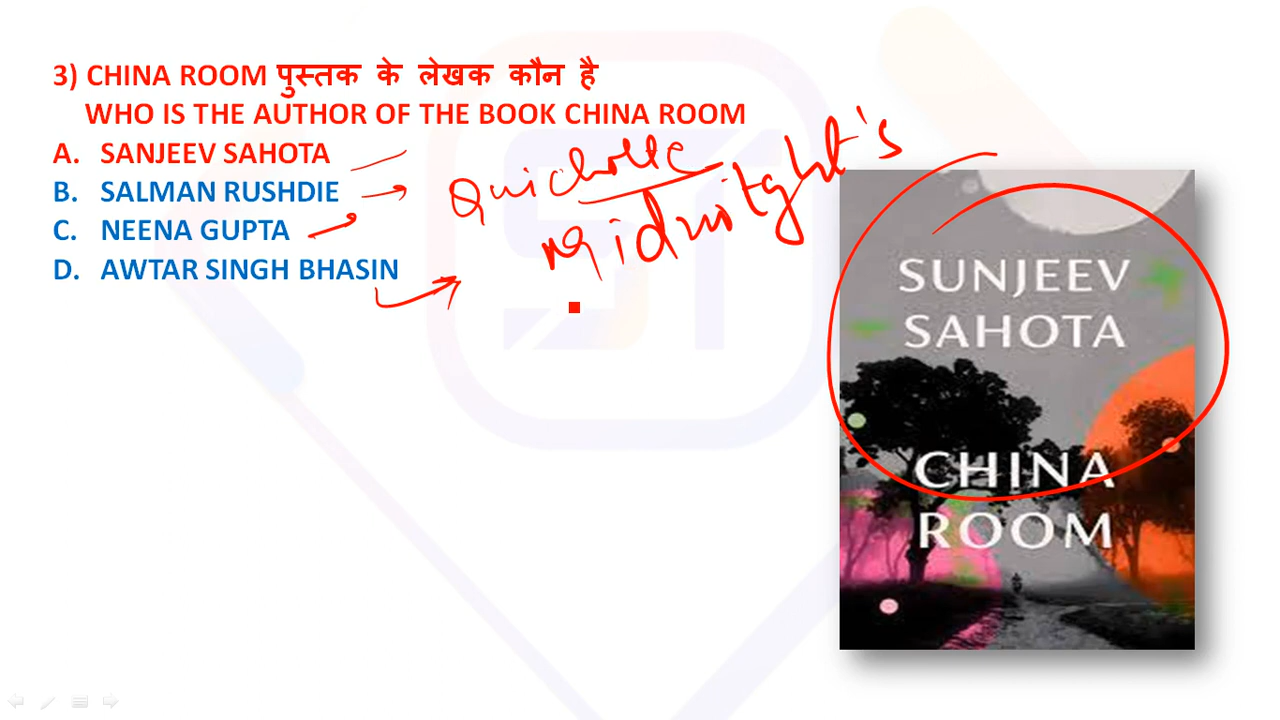 3) CHINA ROOM पुस्तक के लेखक कौन है
WHO IS THE AUTHOR OF THE BOOK CHINA ROOM
A. SANJEEV SAHOTA
B. SALMAN RUSHDIE
C. NEENA GUPTA
D. AWTAR SINGH BHASIN
Midnight's
SUNJEEV
SAHOTA
CHINA
ROOM